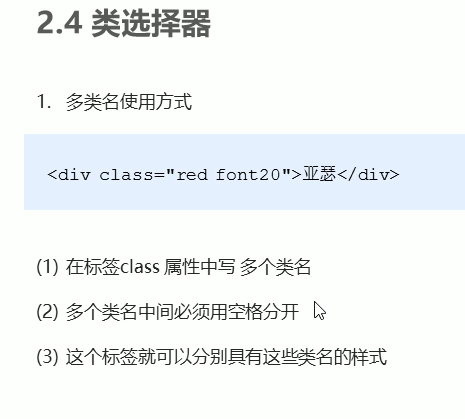 2.4 类选择器
1. 多类名使用方式
<div class="red font20">亚瑟</div>
(1) 在标签class 属性中写 多个类名
(2) 多个类名中间必须用空格分开
(3) 这个标签就可以分别具有这些类名的样式